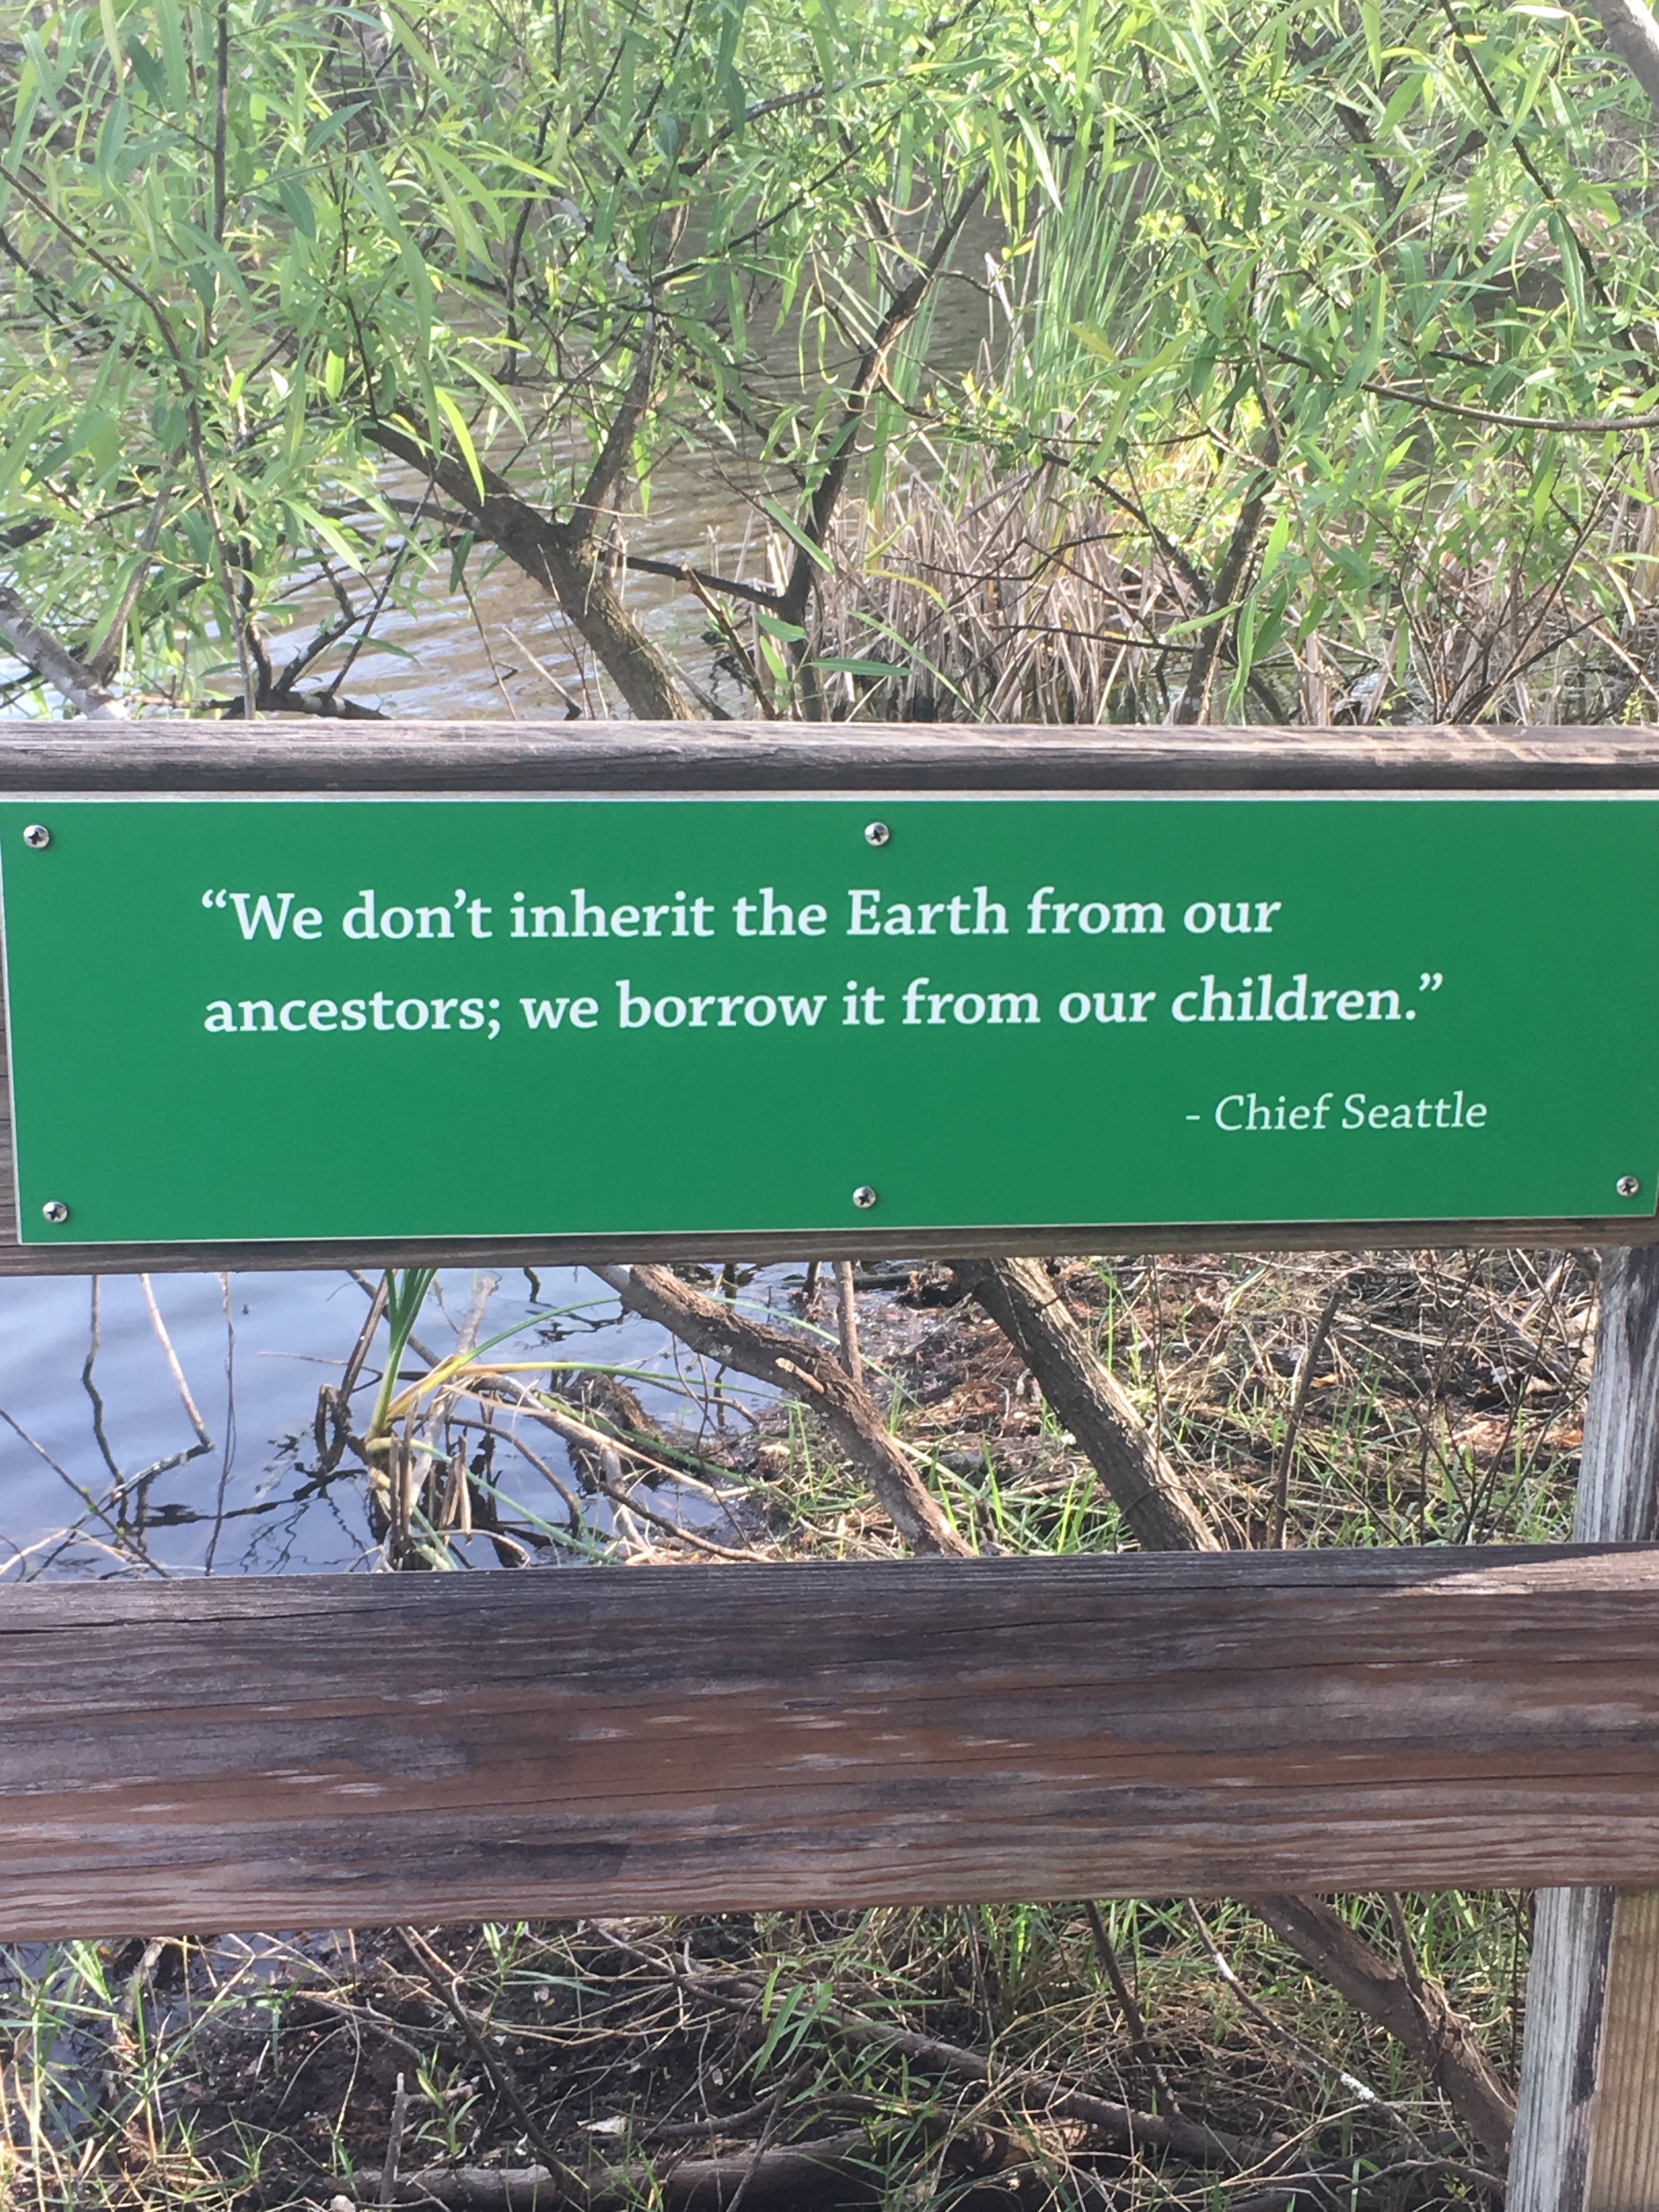 “We don’t inherit the Earth from our
ancestors; we borrow it from our children.”
- Chief Seattle